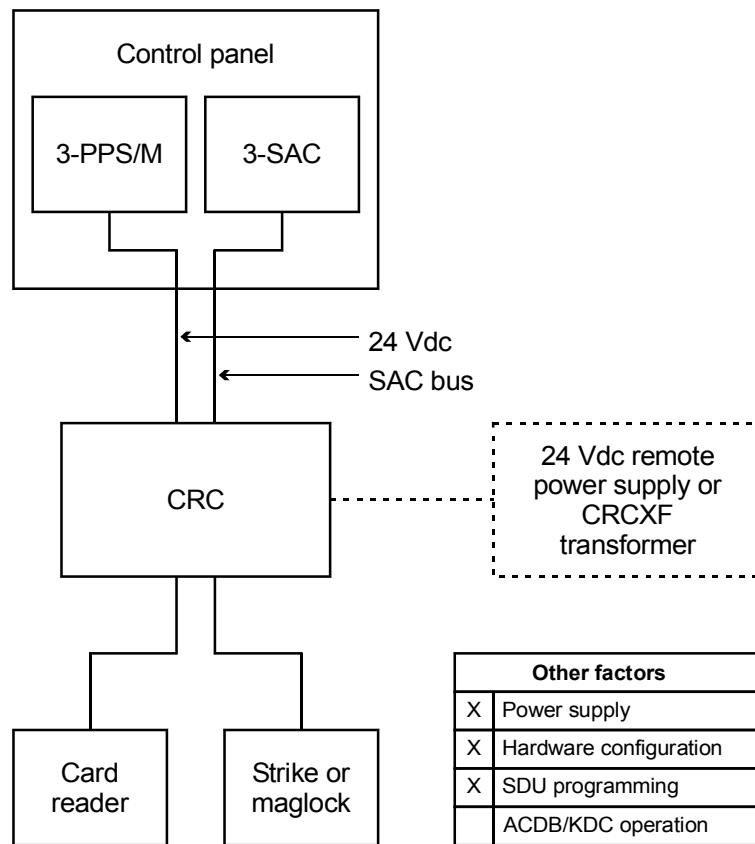 Control panel
3-PPS/M
3-SAC
24 Vdc
SAC bus
CRC
24 Vdc remote
power supply or
CRCXF
transformer
Card
reader
Strike or
maglock
Other factors
X Power supply
X Hardware configuration
X SDU programming
ACDB/KDC operation